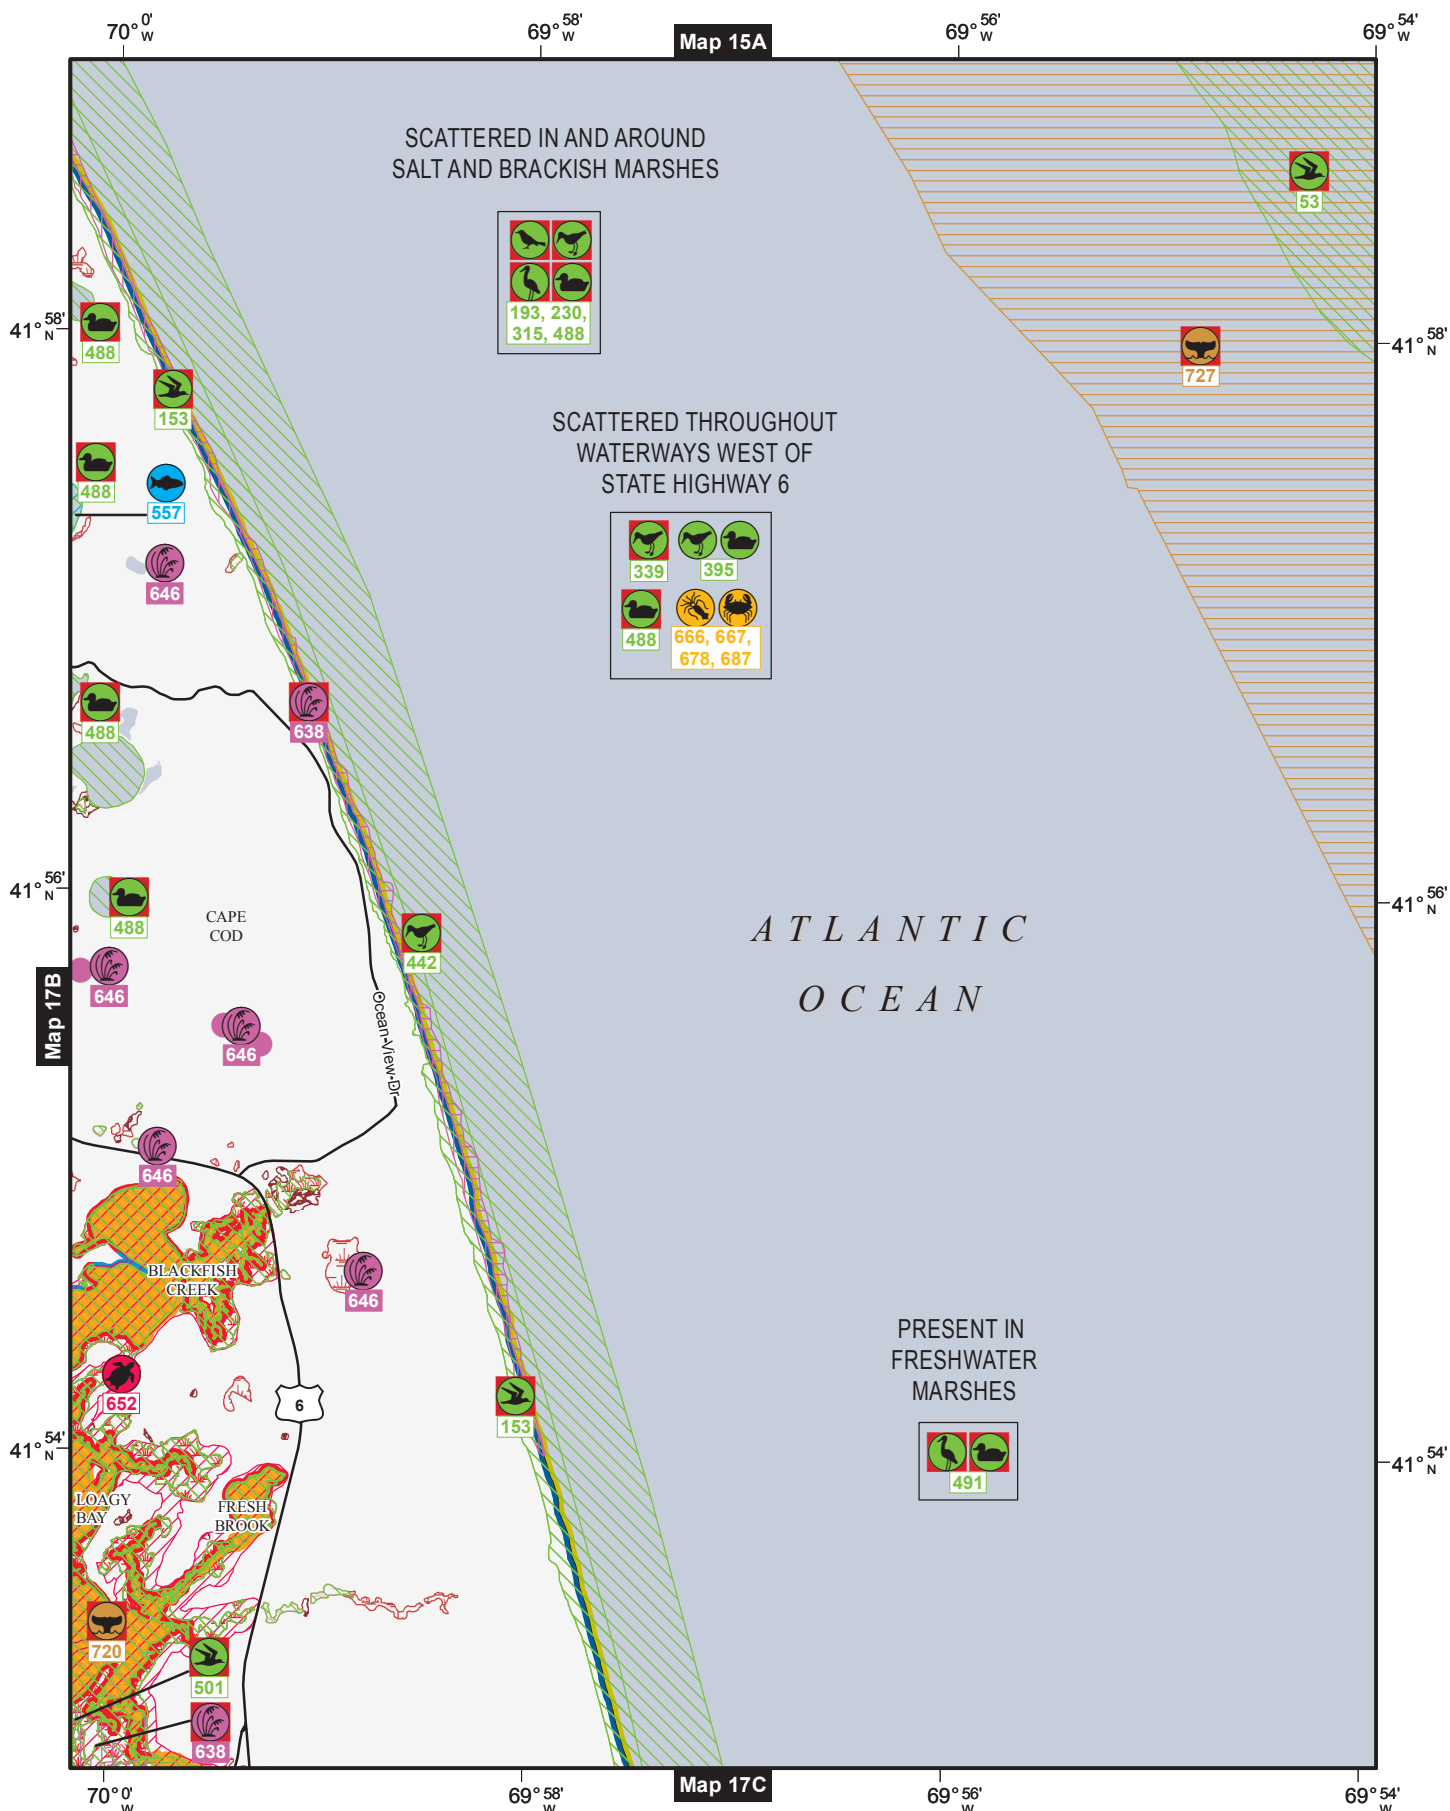 70° 0' W
69° 58' W
Map 15A
69° 56' W
69° 54' W
SCATTERED IN AND AROUND
SALT AND BRACKISH MARSHES
53
193, 230,
315, 488
41° 58' N
41° 58' N
488
727
153
SCATTERED THROUGHOUT
WATERWAYS WEST OF
STATE HIGHWAY 6
488
557
339
395
646
488
666, 667,
678, 687
488
638
41° 56' N
41° 56' N
488
CAPE
COD
442
ATLANTIC
OCEAN
646
Map 17B
Ocean-View-Dr
646
646
BLACKFISH
CREEK
646
PRESENT IN
FRESHWATER
MARSHES
652
6
153
41° 54' N
41° 54' N
491
LOAGY
BAY
FRESH
BROOK
720
501
638
70° 0' W
69° 58' W
Map 17C
69° 56' W
69° 54' W